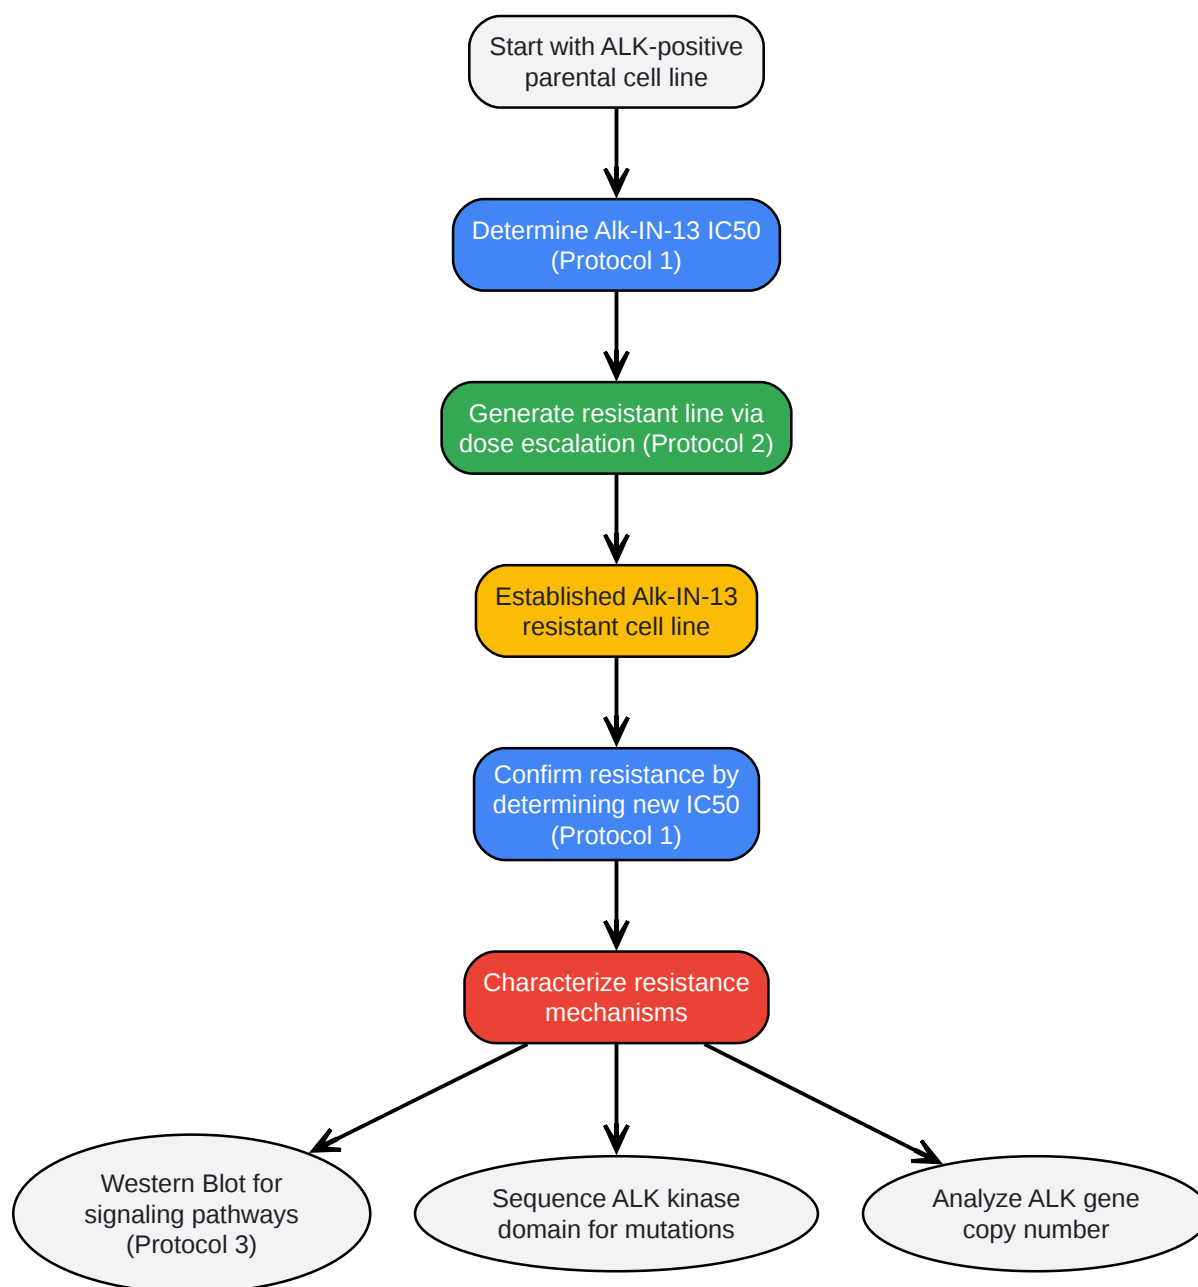 Start with ALK-positive
parental cell line
Determine Alk-IN-13 IC50
(Protocol 1)
Generate resistant line via
dose escalation (Protocol 2)
Established Alk-IN-13
resistant cell line
Confirm resistance by
determining new IC50
(Protocol 1)
Characterize resistance
mechanisms
Western Blot for
signaling pathways
(Protocol 3)
Sequence ALK kinase
domain for mutations
Analyze ALK gene
copy number